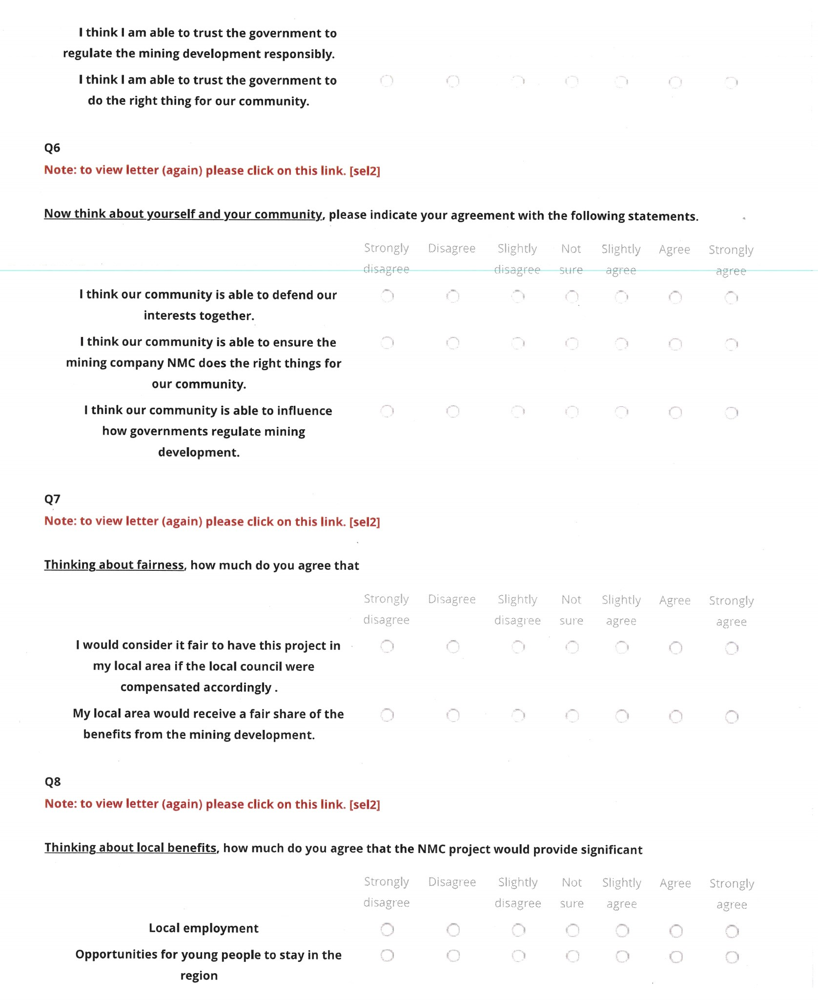 I think I am able to trust the government to
regulate the mining development responsibly.
I think I am able to trust the government to
do the right thing for our community.
Q6
Note: to view letter (again) please click on this link. [sel2]
Now think about yourself and your community, please indicate your agreement with the following statements.
Strongly Disagree Slightly Not Slightly Agree Strongly
disagree disagree sure agree agree
I think our community is able to defend our
interests together.
I think our community is able to ensure the
mining company NMC does the right things for
our community.
I think our community is able to influence
how governments regulate mining
development.
Q7
Note: to view letter (again) please click on this link. [sel2]
Thinking about fairness, how much do you agree that
Strongly Disagree Slightly Not Slightly Agree Strongly
disagree disagree sure agree agree
I would consider it fair to have this project in
my local area if the local council were
compensated accordingly .
My local area would receive a fair share of the
benefits from the mining development.
Q8
Note: to view letter (again) please click on this link. [sel2]
Thinking about local benefits, how much do you agree that the NMC project would provide significant
Strongly Disagree Slightly Not Slightly Agree Strongly
disagree disagree sure agree agree
Local employment
Opportunities for young people to stay in the
region